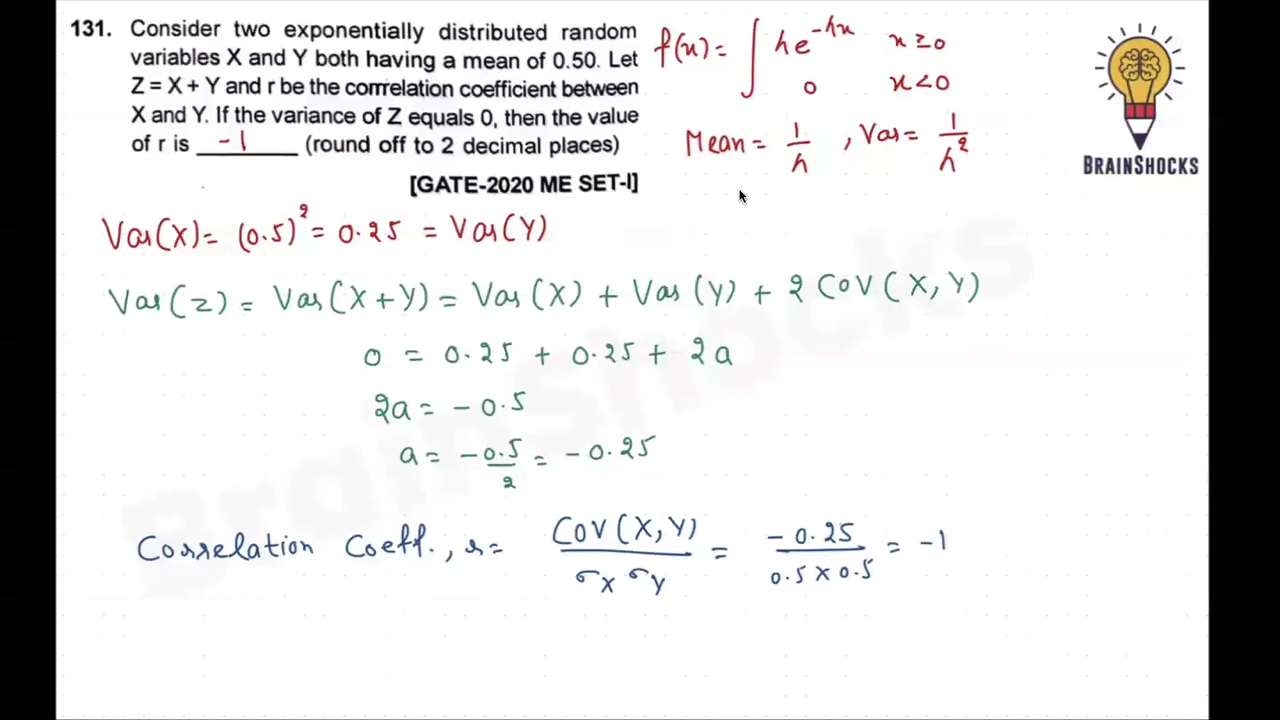 131. Consider two exponentially distributed random
variables X and Y both having a mean of 0.50. Let
Z = X + Y and r be the correlation coefficient between
X and Y. If the variance of Z equals 0, then the value
of r is -1 (round off to 2 decimal places)
[GATE-2020 ME SET-I]
f(x) = ∫ λe^-λx x ≥ 0
0 x < 0
Mean = 1/λ , Var = 1/λ^2
BRAINSHOCKS
Var(X) = (0.5)^2 = 0.25 = Var(Y)
Var(Z) = Var(X+Y) = Var(X) + Var(Y) + 2 COV(X,Y)
0 = 0.25 + 0.25 + 2a
2a = -0.5
a = -0.5/2 = -0.25
Correlation Coeff., r = COV(X,Y)/σX σY = -0.25/0.5×0.5 = -1
BrainShocks